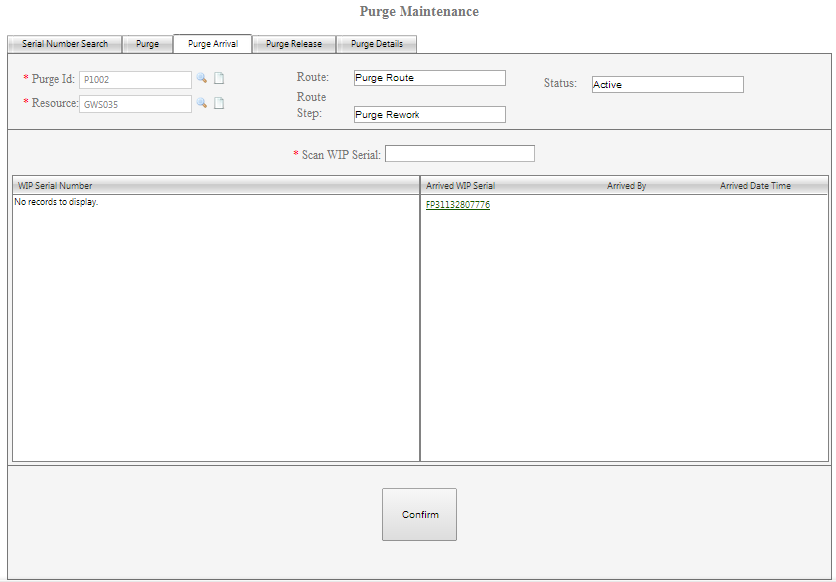 Purge Maintenance
Serial Number Search Purge Purge Arrival Purge Release Purge Details
* Purge Id: P1002 Route: Purge Route Status: Active
* Resource: GWS035 Route Step: Purge Rework
* Scan WIP Serial:
WIP Serial Number Arrived WIP Serial Arrived By Arrived Date Time
No records to display. FP31132807776
Confirm